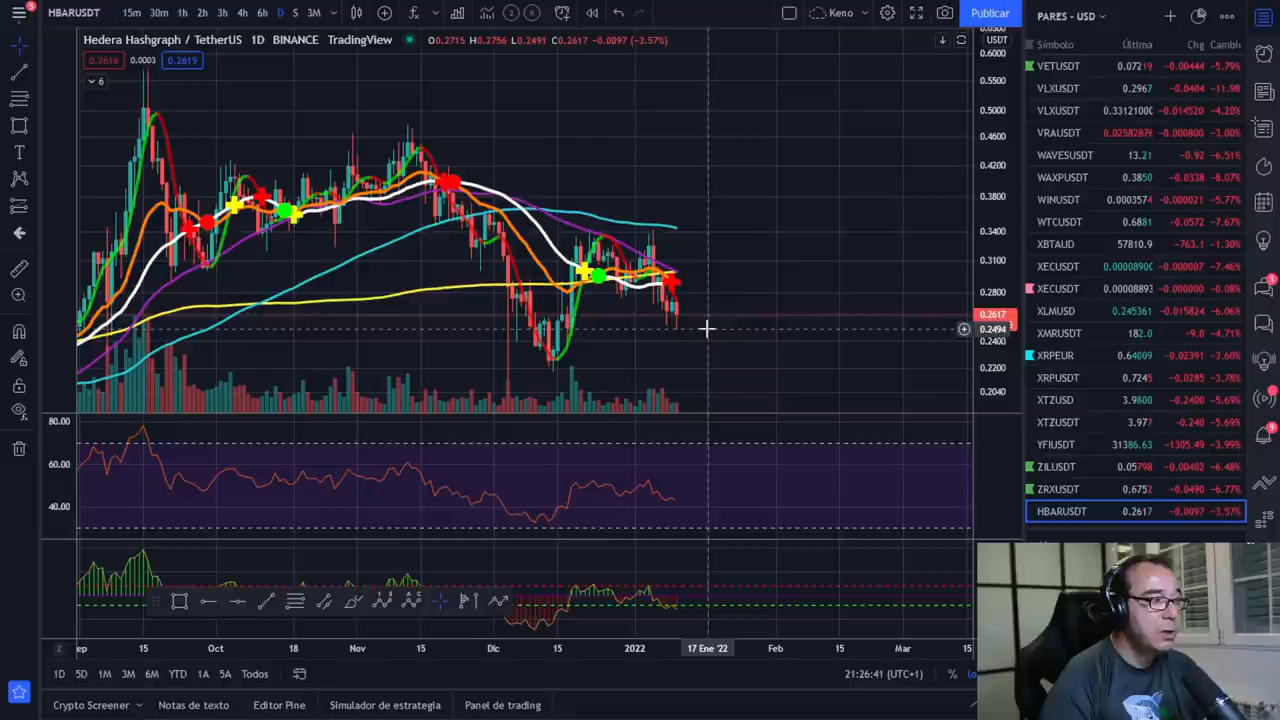 HBARUSDT 15m 30m 1h 2h 3h 4h 6h D S 3M Keno Publicar
Hedera Hashgraph / TetherUS 1D BINANCE TradingView O0.2715 H0.2756 L0.2491 C0.2617 -0.0097 (-3.57%)
0.2616 0.0003 0.2619
6
USDT
0.6000
0.5500
0.5000
0.4600
0.4200
0.3800
0.3400
0.3100
0.2800
0.2617
0.2494
0.2400
0.2200
0.2040
80.00
60.00
40.00
ep 15 Oct 18 Nov 15 Dic 15 2022 17 Ene '22 Feb Mar 15
Z
1D 5D 1M 3M 6M YTD 1A 5A Todos 21:26:41 (UTC+1) % lo
Crypto Screener Notas de texto Editor Pine Simulador de estrategia Panel de trading
PARES - USD
Símbolo Última Chg Cambi
VETUSDT 0.07219 -0.00444 -5.79%
VLXUSDT 0.2967 -0.0404 -11.98
VLXUSDT 0.3312100 -0.014520 -4.20%
VRAUSDT 0.02582876 -0.000800 -3.00%
WAVESUSDT 13.21 -0.92 -6.51%
WAXPUSDT 0.3850 -0.0338 -8.07%
WINUSDT 0.0003574 -0.000021 -5.77%
WTCUSDT 0.6881 -0.0572 -7.67%
XBTAUD 57810.9 -763.1 -1.30%
XECUSDT 0.0000890 -0.000007 -7.46%
XECUSDT 0.00008893 -0.000000 -0.08%
XLMUSD 0.245361 -0.015824 -6.06%
XMRUSDT 182.0 -9.0 -4.71%
XRPEUR 0.64009 -0.02391 -3.60%
XRPUSDT 0.7245 -0.0285 -3.78%
XTZUSD 3.9800 -0.2400 -5.69%
XTZUSDT 3.977 -0.240 -5.69%
YFIUSDT 31386.63 -1305.49 -3.99%
ZILUSDT 0.05798 -0.00402 -6.48%
ZRXUSDT 0.6752 -0.0490 -6.77%
HBARUSDT 0.2617 -0.0097 -3.57%